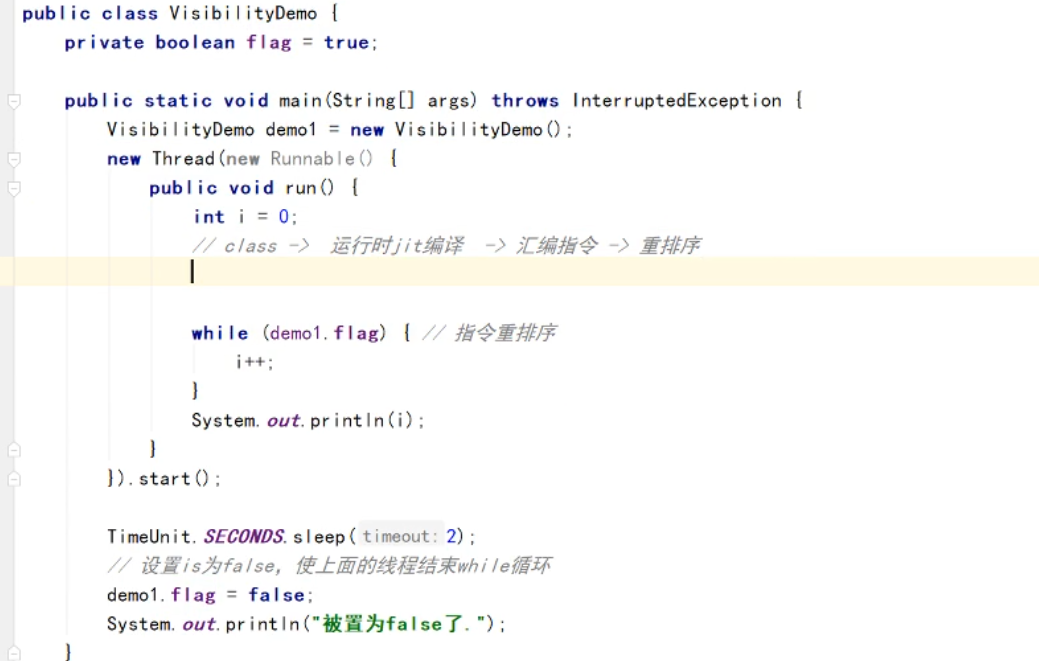 public class VisibilityDemo {
private boolean flag = true;
public static void main(String[] args) throws InterruptedException {
VisibilityDemo demo1 = new VisibilityDemo();
new Thread(new Runnable() {
public void run() {
int i = 0;
// class -> 运行时jit编译 -> 汇编指令 -> 重排序
while (demo1.flag) { // 指令重排序
i++;
}
System.out.println(i);
}
}).start();
TimeUnit.SECONDS.sleep( timeout: 2);
// 设置is为false，使上面的线程结束while循环
demo1.flag = false;
System.out.println("被置为false了.");
}